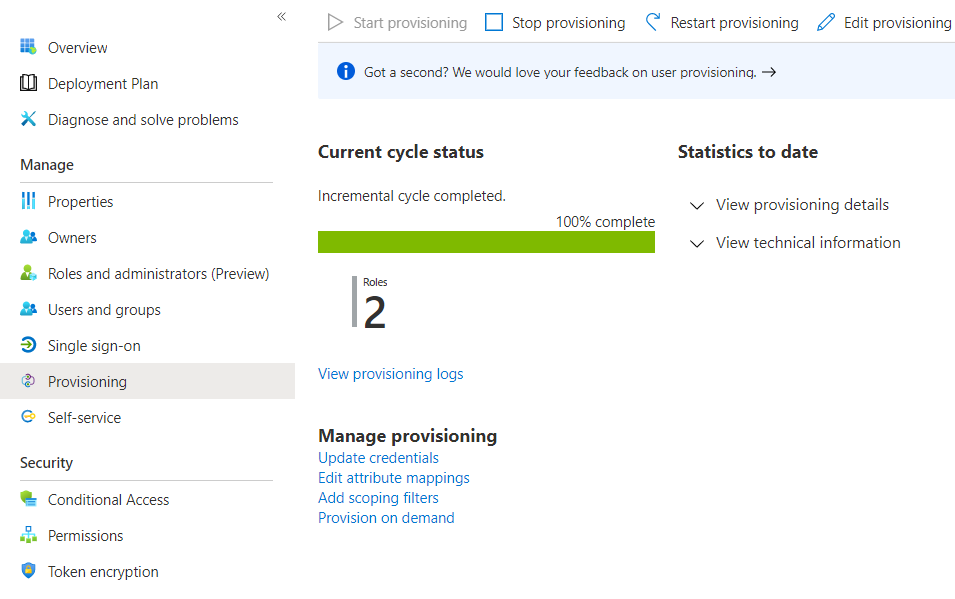 «
Overview
Deployment Plan
Diagnose and solve problems
Manage
Properties
Owners
Roles and administrators (Preview)
Users and groups
Single sign-on
Provisioning
Self-service
Security
Conditional Access
Permissions
Token encryption
Start provisioning Stop provisioning Restart provisioning Edit provisioning
Got a second? We would love your feedback on user provisioning. →
Current cycle status
Incremental cycle completed.
100% complete
Roles
2
View provisioning logs
Manage provisioning
Update credentials
Edit attribute mappings
Add scoping filters
Provision on demand
Statistics to date
View provisioning details
View technical information